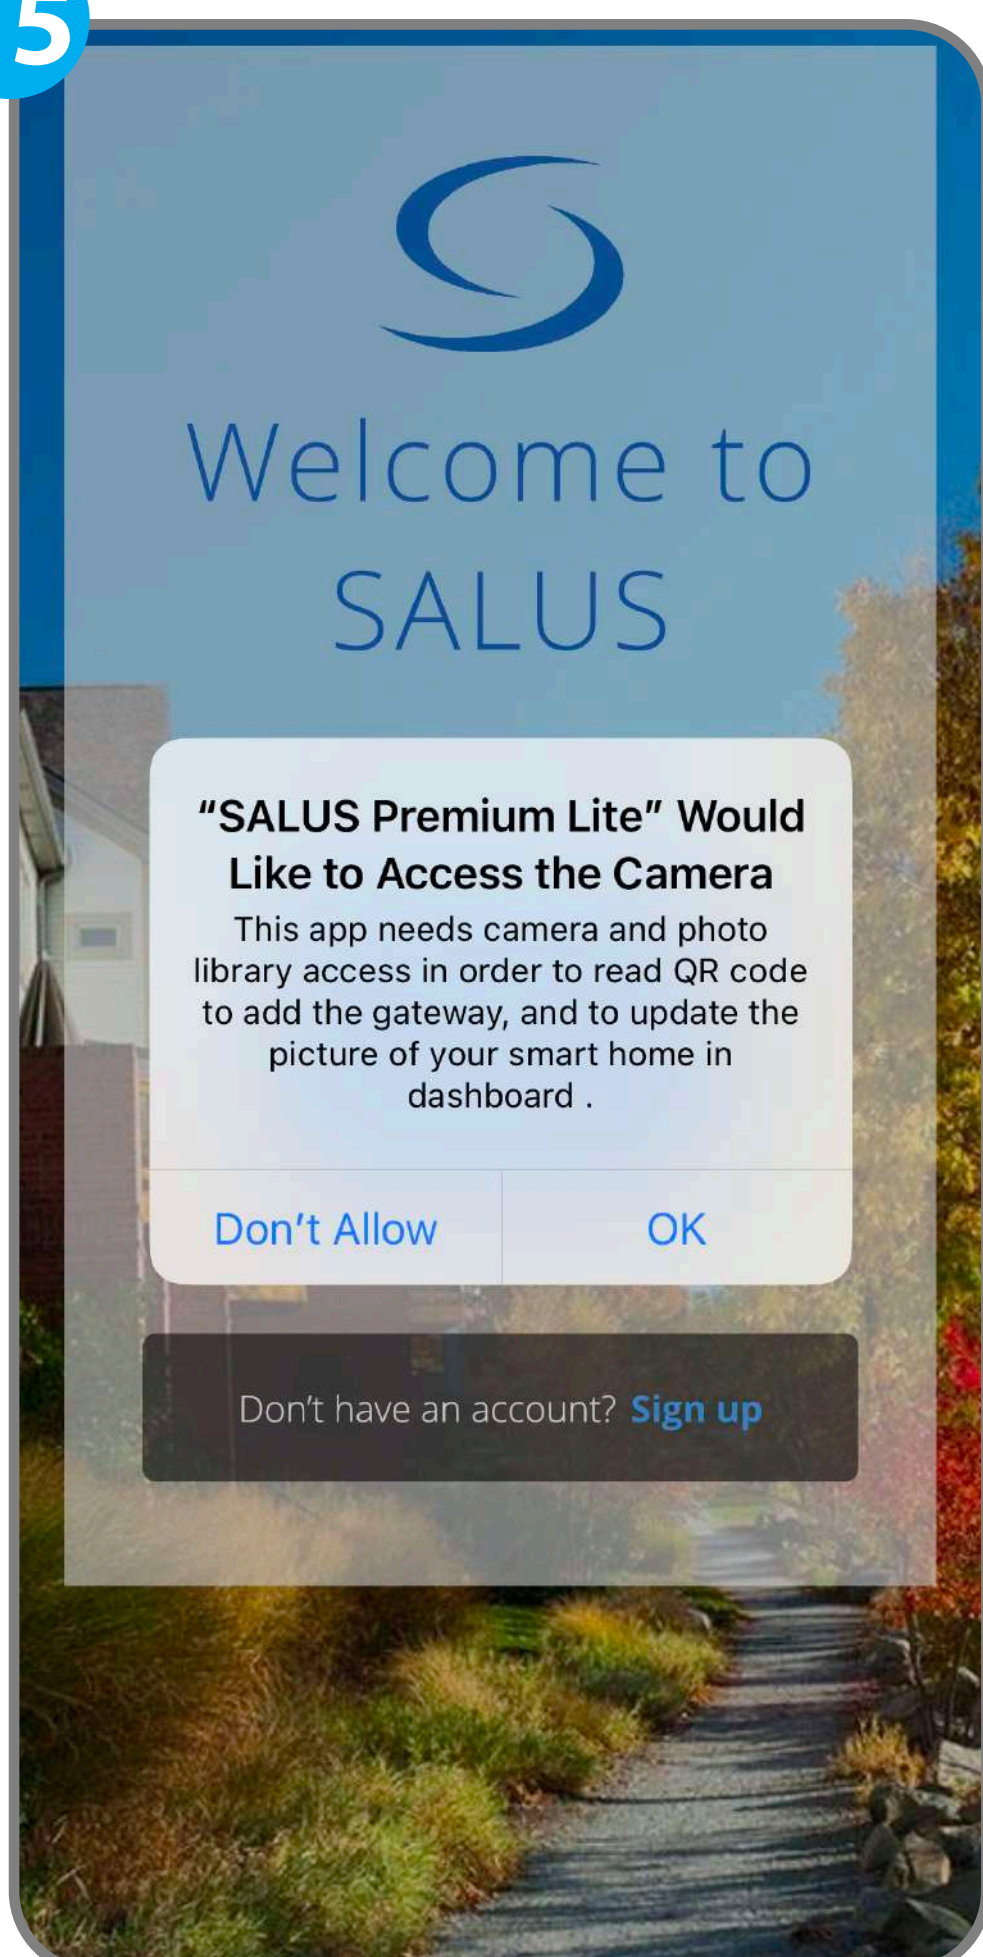 5
Welcome to
SALUS
“SALUS Premium Lite” Would
Like to Access the Camera
This app needs camera and photo
library access in order to read QR code
to add the gateway, and to update the
picture of your smart home in
dashboard .
Don’t Allow
OK
Don’t have an account? Sign up